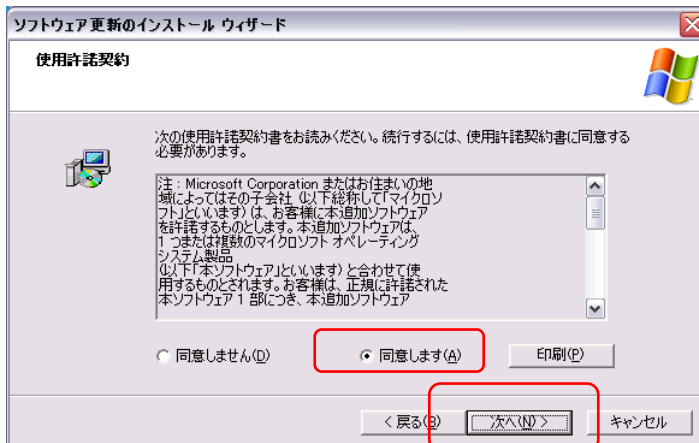 ソフトウェア更新のインストール ウィザード
使用許諾契約
次の使用許諾契約書をお読みください。続行するには、使用許諾契約書に同意する
必要があります。
注 : Microsoft Corporation またはお住まいの地
域によってはその子会社 (以下総称して「マイクロソ
フト」といいます) は、お客様に本追加ソフトウェア
を許諾するものとします。本追加ソフトウェアは、
1 つまたは複数のマイクロソフト オペレーティング
システム製品
(以下「本ソフトウェア」といいます) と合わせて使
用するものとされます。お客様は、正規に許諾された
本ソフトウェア 1 部につき、本追加ソフトウェア
同意しません(D) 同意します(A) 印刷(P)
< 戻る(B) 次へ(N) > キャンセル